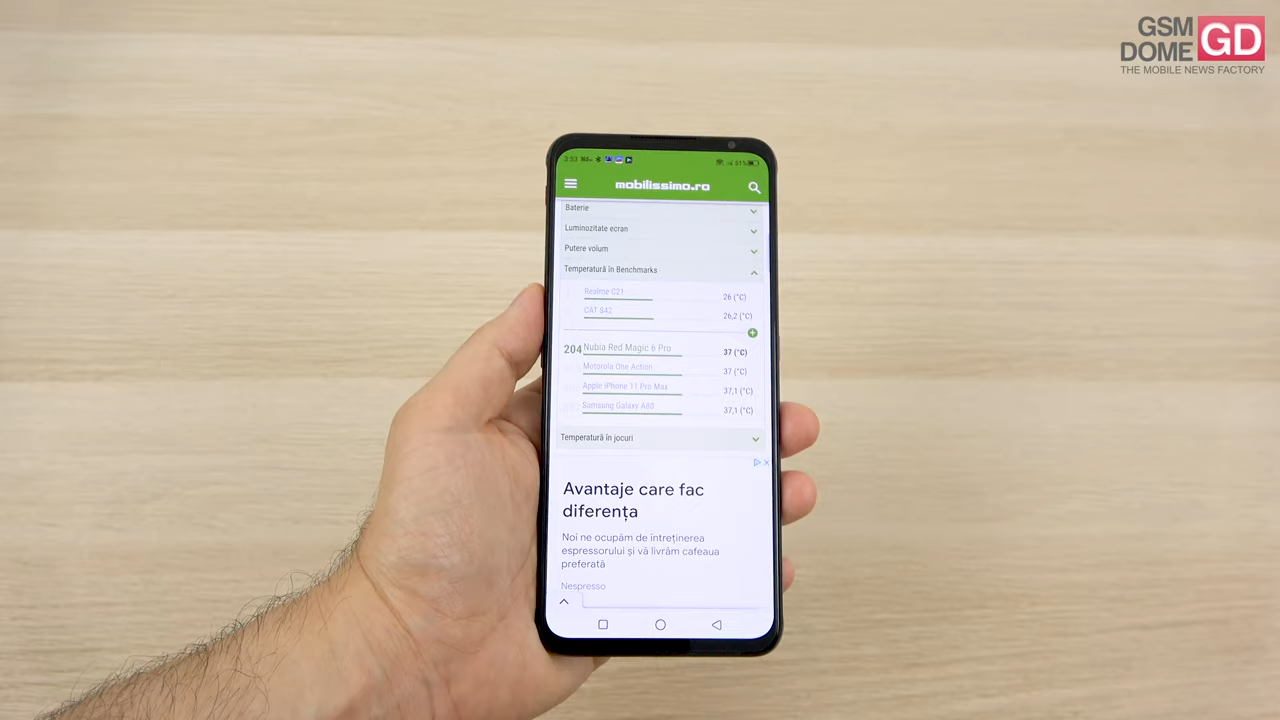 GSM
DOME GD
THE MOBILE NEWS FACTORY
3:53
51%
mobilissimo.ro
Baterie
Luminozitate ecran
Putere volum
Temperatură în Benchmarks
Realme C21 26 (°C)
CAT S42 26,2 (°C)
204 Nubia Red Magic 6 Pro 37 (°C)
Motorola One Action 37 (°C)
Apple iPhone 11 Pro Max 37,1 (°C)
Samsung Galaxy A80 37,1 (°C)
Temperatură în jocuri
Avantaje care fac
diferența
Noi ne ocupăm de întreținerea
espressorului și vă livrăm cafeaua
preferată
Nespresso